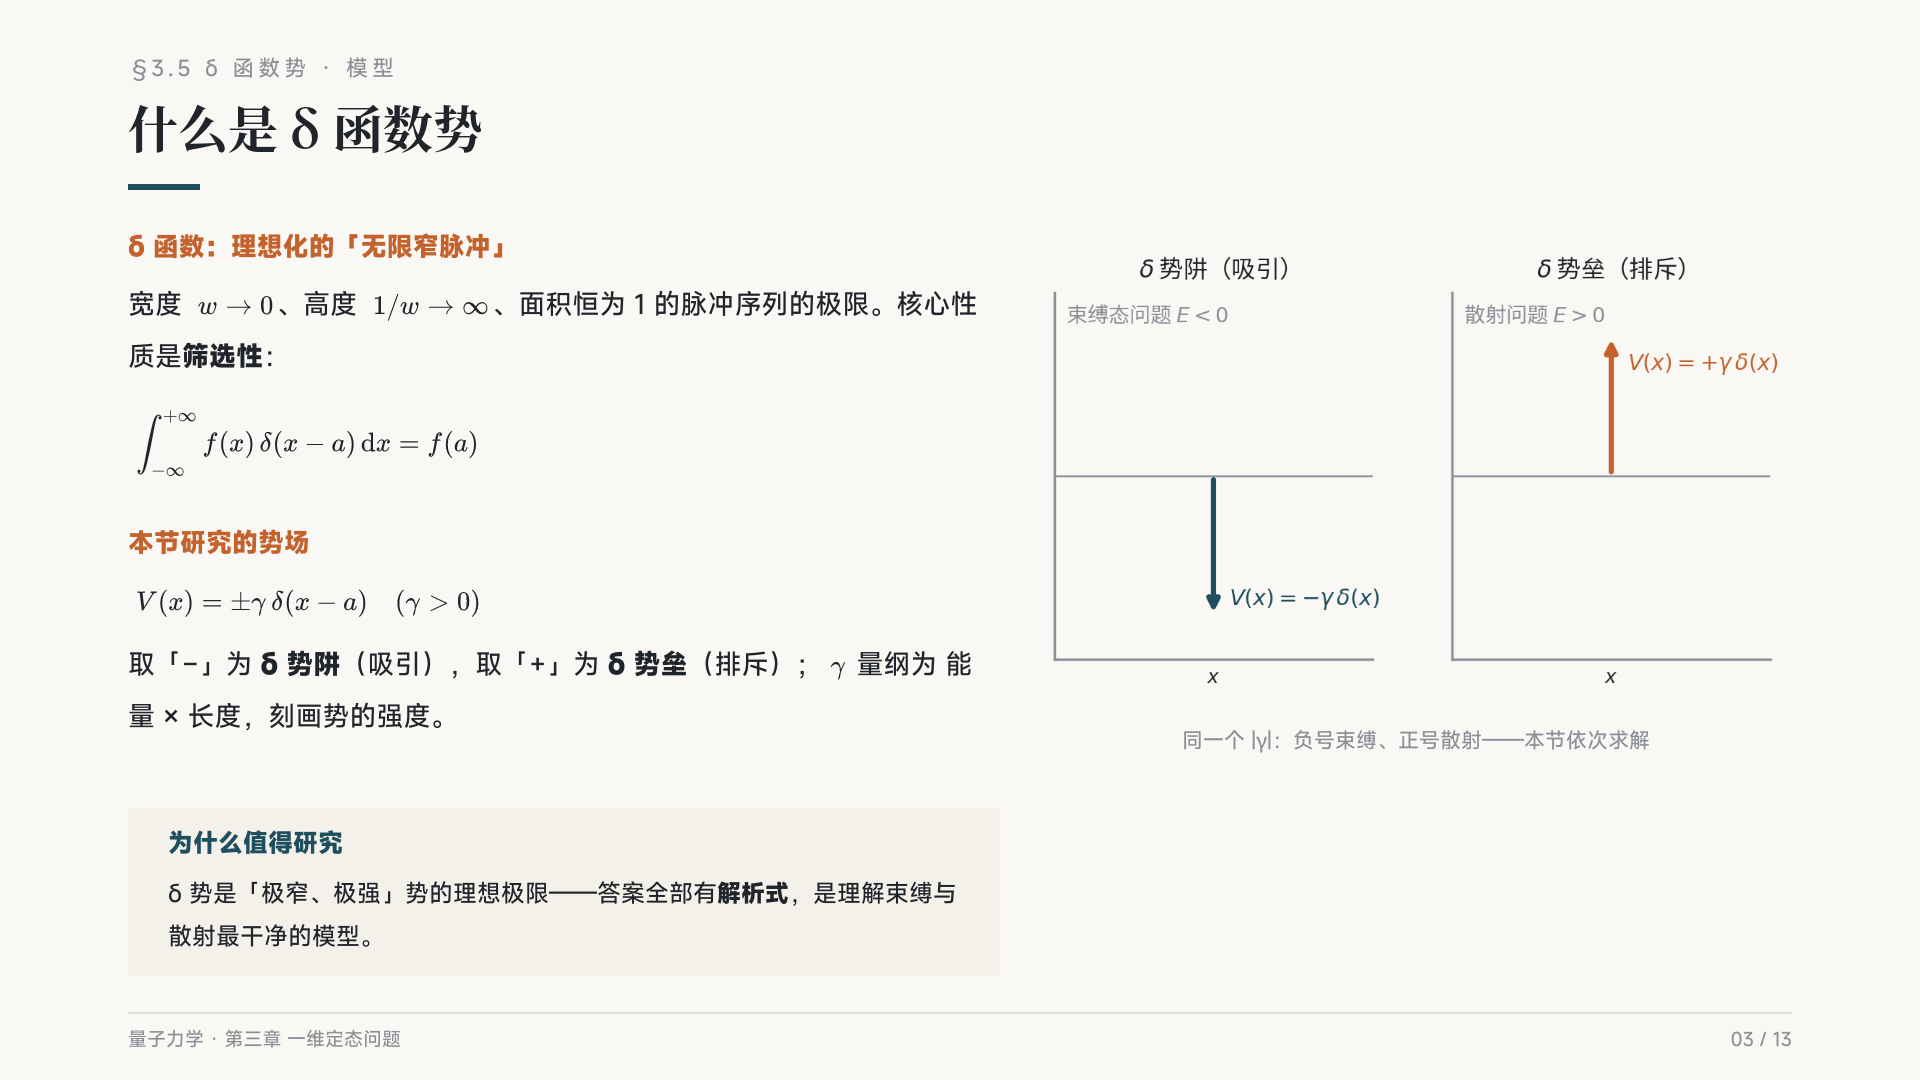 §3.5 δ 函数势 · 模型
什么是 δ 函数势
δ 函数：理想化的「无限窄脉冲」
宽度 w → 0、高度 1/w → ∞、面积恒为 1 的脉冲序列的极限。核心性
质是筛选性：
∫_{−∞}^{+∞} f(x) δ(x − a) dx = f(a)
本节研究的势场
V(x) = ±γ δ(x − a) (γ > 0)
取「−」为 δ 势阱（吸引），取「+」为 δ 势垒（排斥）； γ 量纲为 能
量 × 长度，刻画势的强度。
为什么值得研究
δ 势是「极窄、极强」势的理想极限——答案全部有解析式，是理解束缚与
散射最干净的模型。
δ 势阱（吸引）
束缚态问题 E < 0
V(x) = −γ δ(x)
x
δ 势垒（排斥）
散射问题 E > 0
V(x) = +γ δ(x)
x
同一个 |γ|：负号束缚、正号散射——本节依次求解
量子力学 · 第三章 一维定态问题
03 / 13